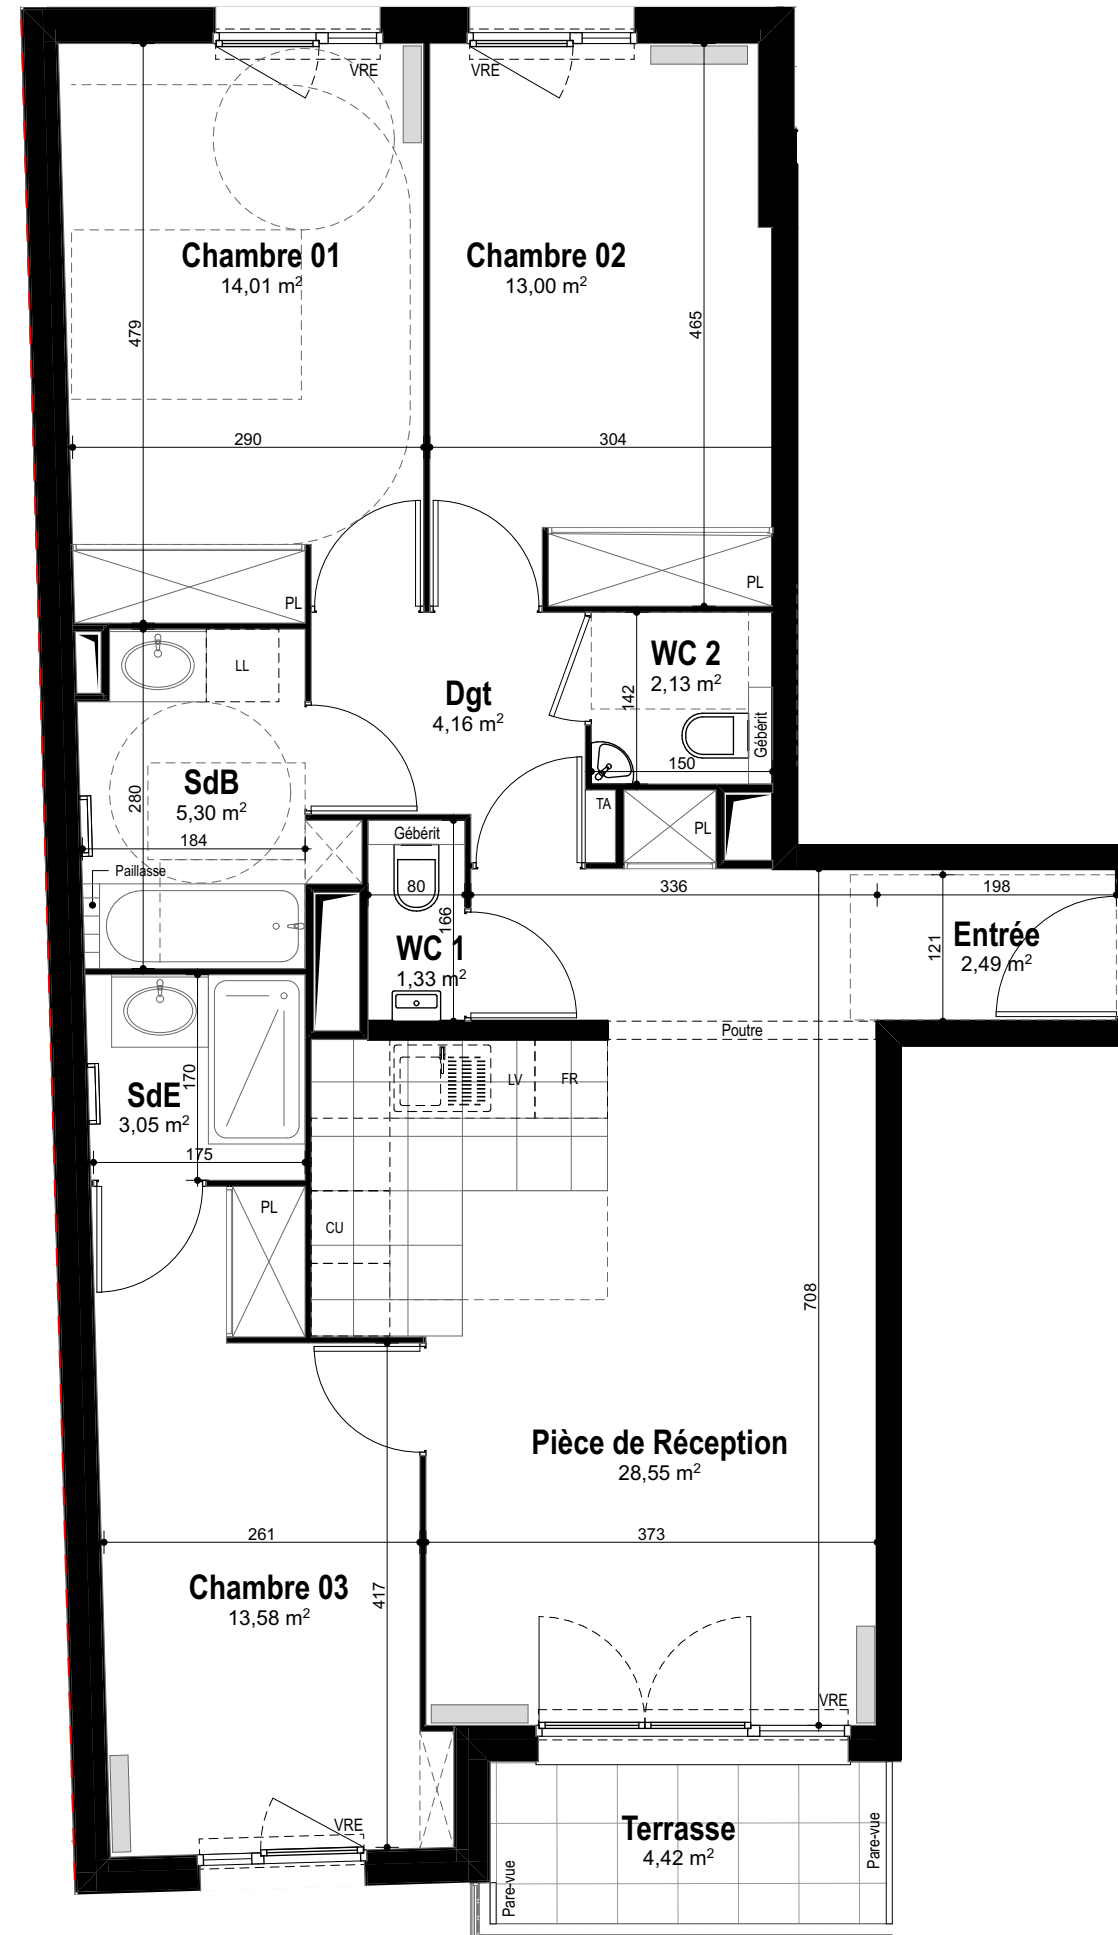 VRE
VRE
Chambre 01
14,01 m²
Chambre 02
13,00 m²
479
465
290
304
PL
PL
LL
WC 2
2,13 m²
Dgt
4,16 m²
142
Gébérit
150
SdB
5,30 m²
280
184
TA
PL
Gébérit
Paillasse
80
336
198
166
WC 1
1,33 m²
121
Entrée
2,49 m²
Poutre
LV
FR
170
SdE
3,05 m²
175
PL
CU
708
Pièce de Réception
28,55 m²
261
373
Chambre 03
13,58 m²
417
VRE
VRE
Terrasse
4,42 m²
Pare-vue
Pare-vue